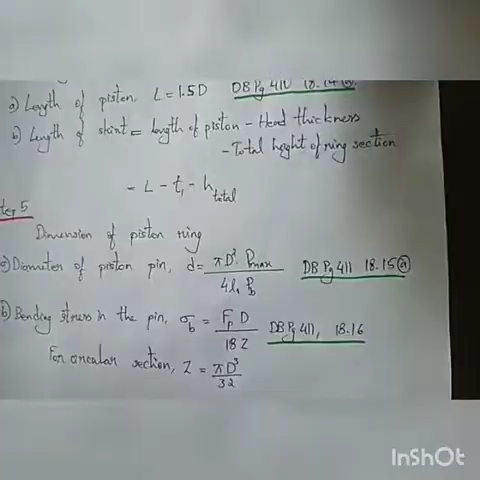 a) Length of piston, L = 1.5D DB Pg 410 18.14(a)
b) Length of skirt = length of piston - Head thickness
- Total height of ring section
= L - t₁ - h total
Step 5
Dimension of piston ring
a) Diameter of piston pin, d = πD² Pmax / 4l₁ Pb DB Pg 411 18.15(a)
b) Bending stress in the pin, σb = Fp D / 18 Z DB Pg 411, 18.16
For circular section, Z = πD³ / 32
InShOt